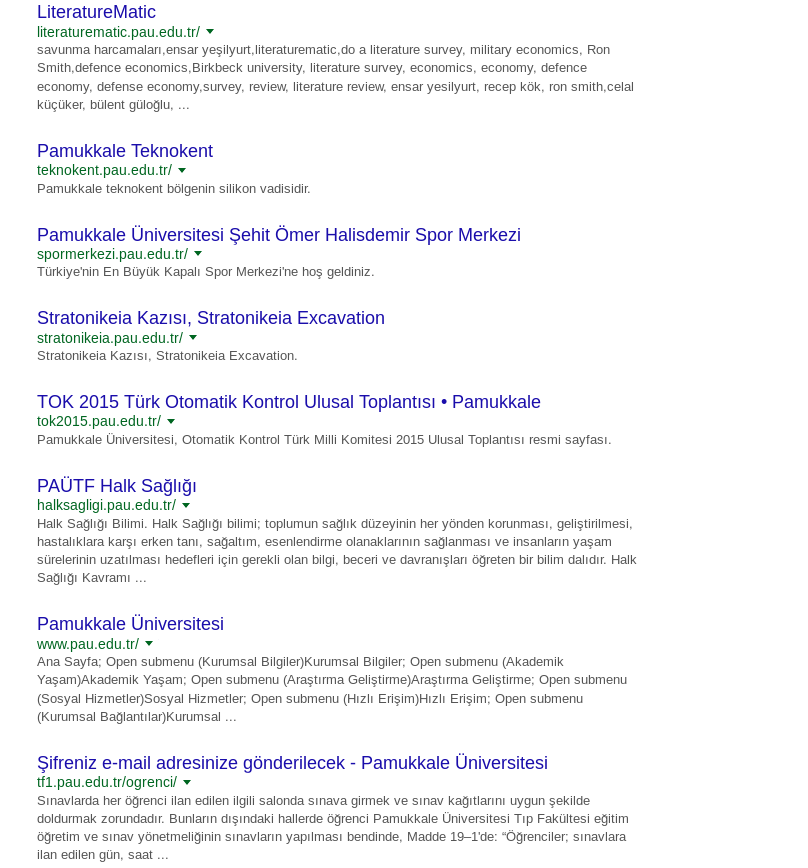 LiteratureMatic
literaturematic.pau.edu.tr/
savunma harcamaları,ensar yeşilyurt,literaturematic,do a literature survey, military economics, Ron
Smith,defence economics,Birkbeck university, literature survey, economics, economy, defence
economy, defense economy,survey, review, literature review, ensar yesilyurt, recep kök, ron smith,celal
küçüker, bülent güloğlu, ...
Pamukkale Teknokent
teknokent.pau.edu.tr/
Pamukkale teknokent bölgenin silikon vadisidir.
Pamukkale Üniversitesi Şehit Ömer Halisdemir Spor Merkezi
spormerkezi.pau.edu.tr/
Türkiye'nin En Büyük Kapalı Spor Merkezi'ne hoş geldiniz.
Stratonikeia Kazısı, Stratonikeia Excavation
stratonikeia.pau.edu.tr/
Stratonikeia Kazısı, Stratonikeia Excavation.
TOK 2015 Türk Otomatik Kontrol Ulusal Toplantısı • Pamukkale
tok2015.pau.edu.tr/
Pamukkale Üniversitesi, Otomatik Kontrol Türk Milli Komitesi 2015 Ulusal Toplantısı resmi sayfası.
PAÜTF Halk Sağlığı
halksagligi.pau.edu.tr/
Halk Sağlığı Bilimi. Halk Sağlığı bilimi; toplumun sağlık düzeyinin her yönden korunması, geliştirilmesi,
hastalıklara karşı erken tanı, sağaltım, esenlendirme olanaklarının sağlanması ve insanların yaşam
sürelerinin uzatılması hedefleri için gerekli olan bilgi, beceri ve davranışları öğreten bir bilim dalıdır. Halk
Sağlığı Kavramı ...
Pamukkale Üniversitesi
www.pau.edu.tr/
Ana Sayfa; Open submenu (Kurumsal Bilgiler)Kurumsal Bilgiler; Open submenu (Akademik
Yaşam)Akademik Yaşam; Open submenu (Araştırma Geliştirme)Araştırma Geliştirme; Open submenu
(Sosyal Hizmetler)Sosyal Hizmetler; Open submenu (Hızlı Erişim)Hızlı Erişim; Open submenu
(Kurumsal Bağlantılar)Kurumsal ...
Şifreniz e-mail adresinize gönderilecek - Pamukkale Üniversitesi
tf1.pau.edu.tr/ogrenci/
Sınavlarda her öğrenci ilan edilen ilgili salonda sınava girmek ve sınav kağıtlarını uygun şekilde
doldurmak zorundadır. Bunların dışındaki hallerde öğrenci Pamukkale Üniversitesi Tıp Fakültesi eğitim
öğretim ve sınav yönetmeliğinin sınavların yapılması bendinde, Madde 19–1'de: “Öğrenciler; sınavlara
ilan edilen gün, saat ...